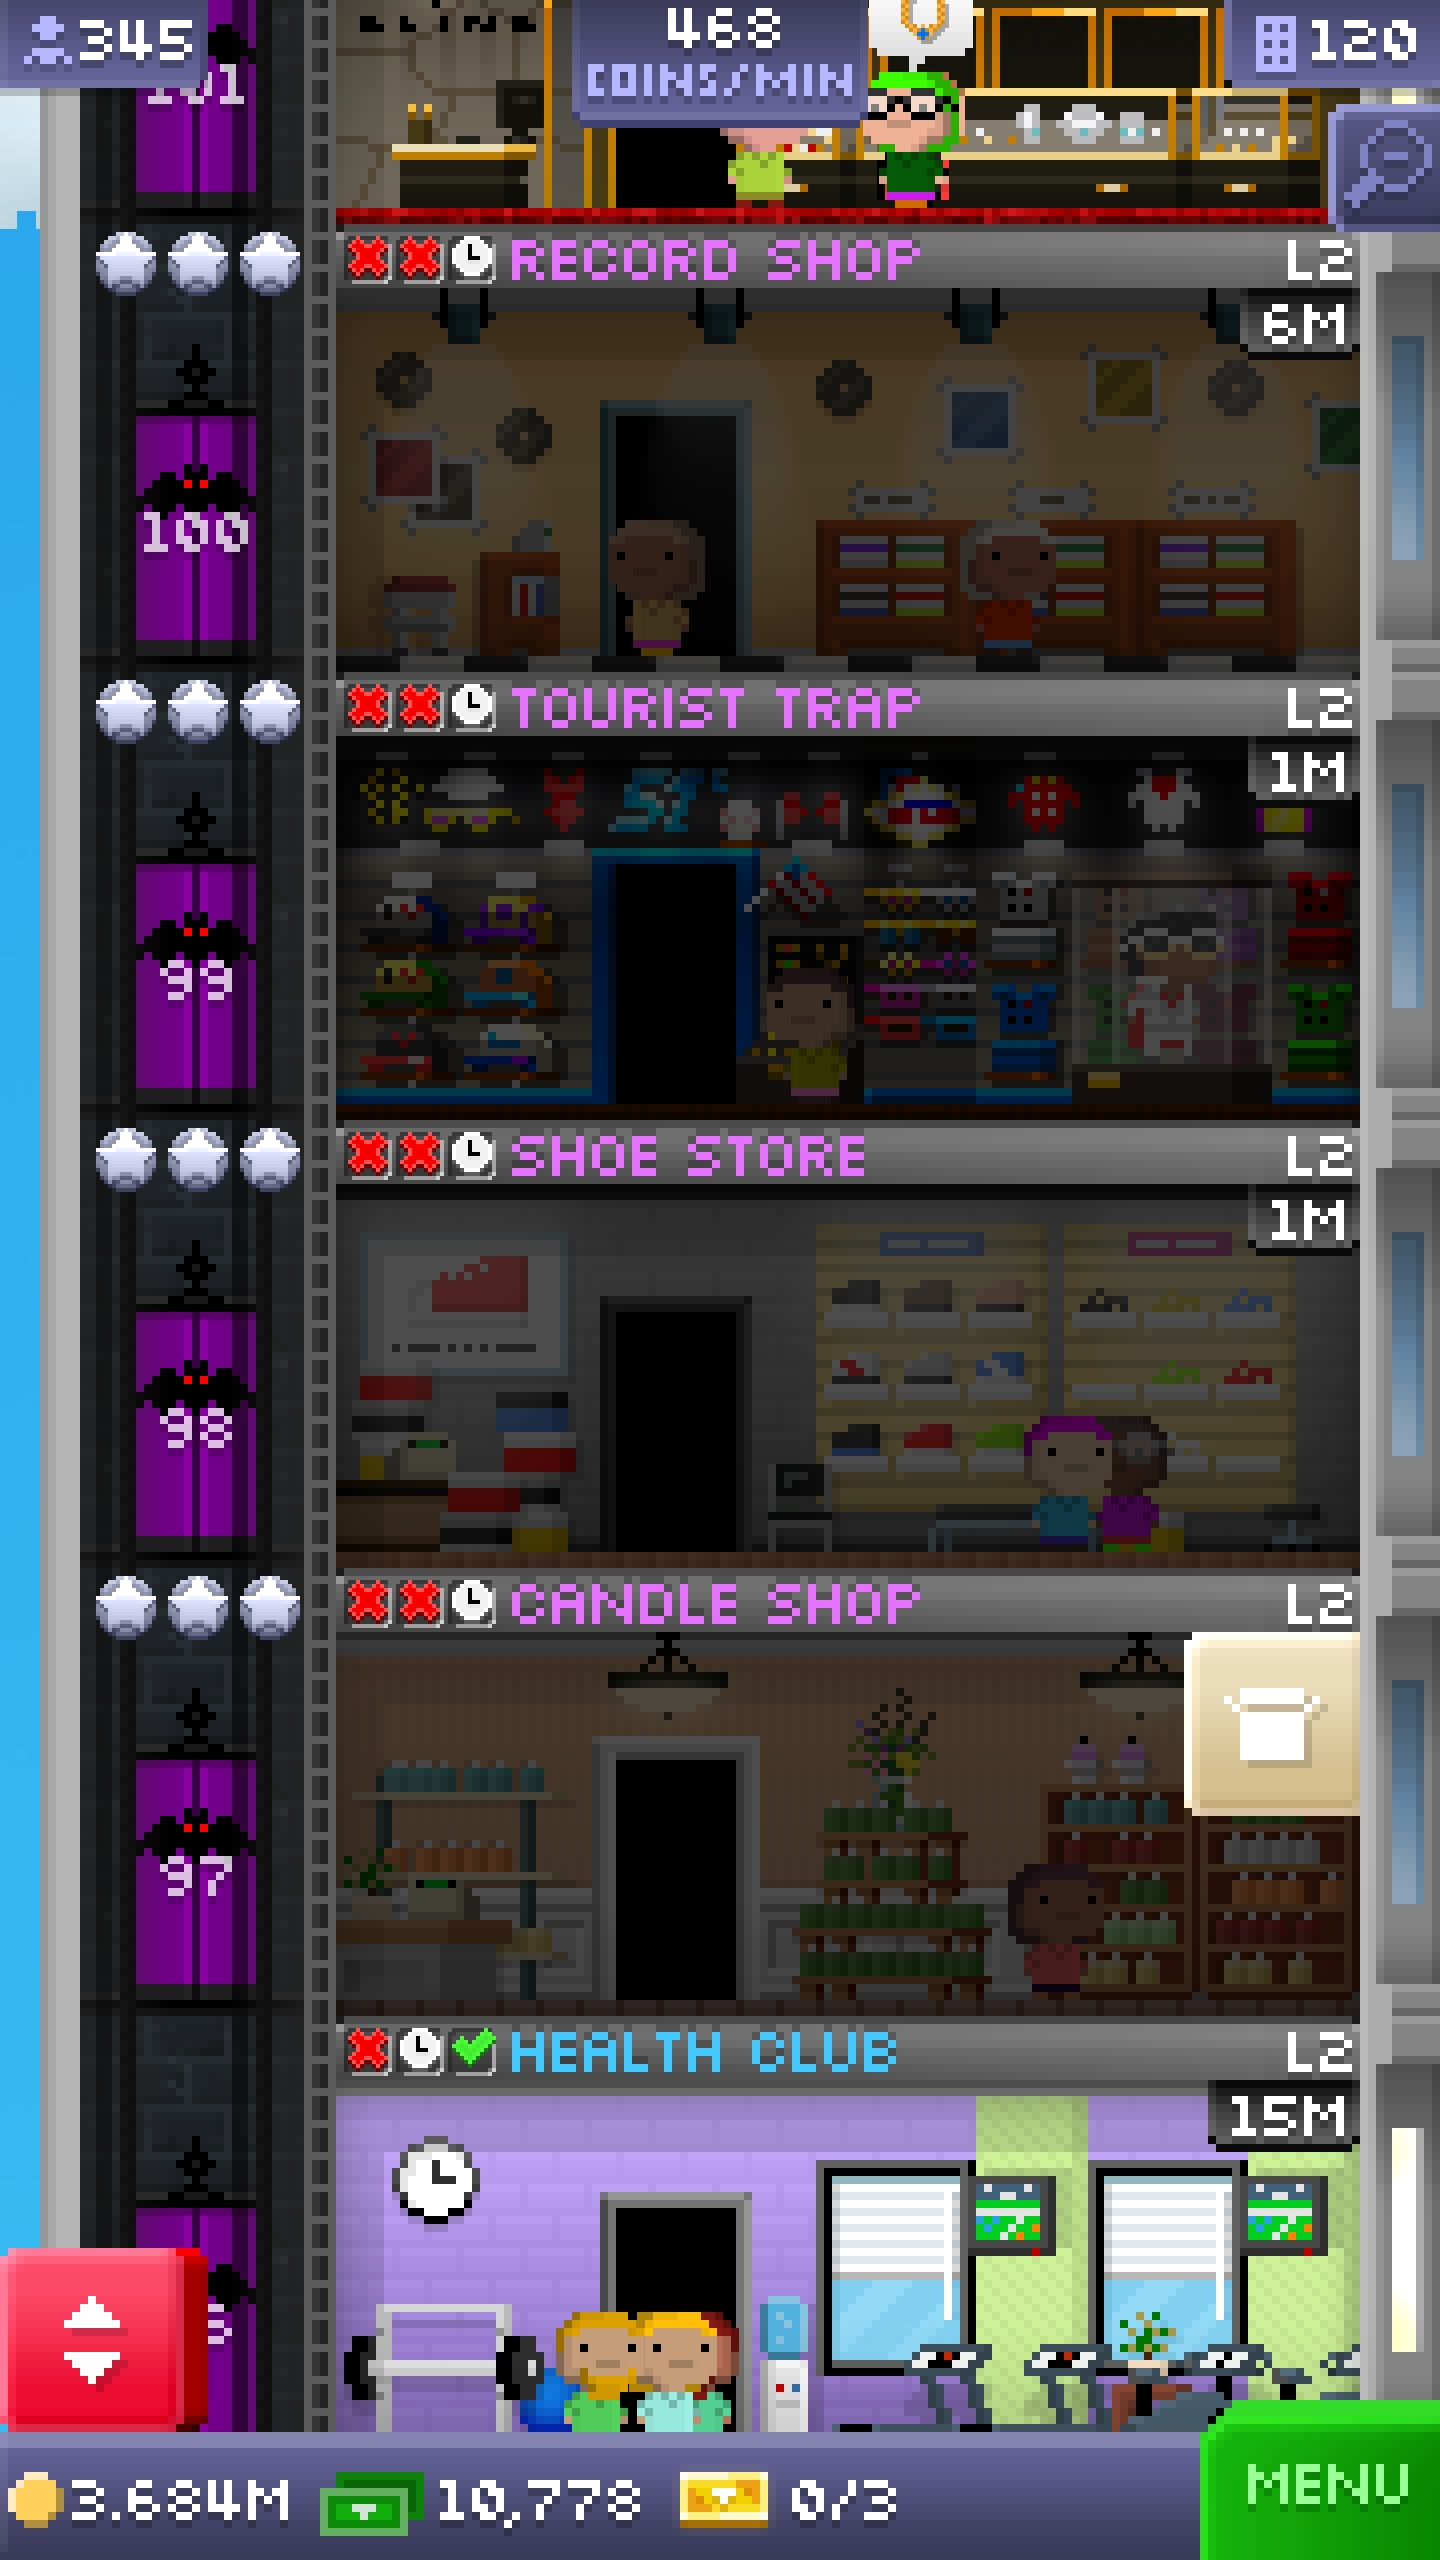 345
468
COINS/MIN
120
101
RECORD SHOP
L2
6M
100
TOURIST TRAP
L2
1M
99
SHOE STORE
L2
1M
98
CANDLE SHOP
L2
97
HEALTH CLUB
L2
15M
3.684M
10,778
0/3
MENU